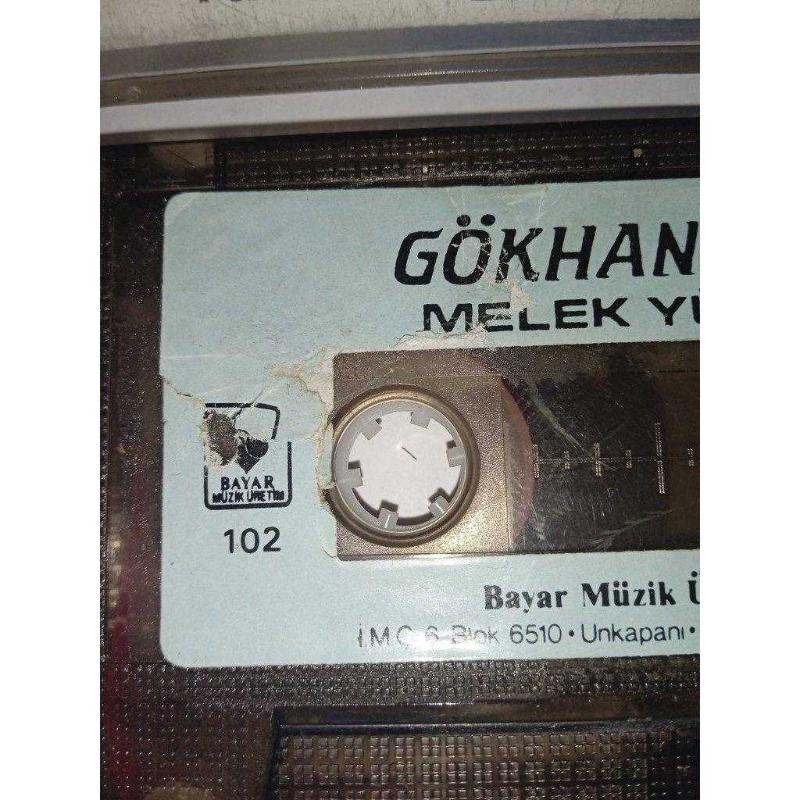 GÖKHAN
MELEK
BAYAR
MÜZİK ÜRETİM
102
Bayar Müzik
İ.M.Ç 6. Blok 6510 • Unkapanı •